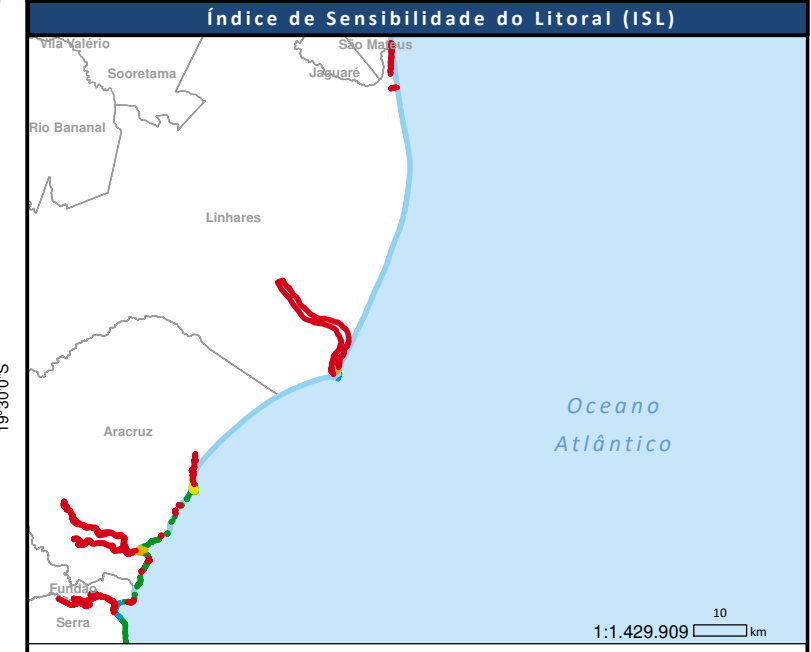 Índice de Sensibilidade do Litoral (ISL)
Vila Valério
São Mateus
Sooretama
Jaguaré
Rio Bananal
Linhares
19°30'0"S
Oceano
Atlântico
Aracruz
Fundão
Serra
10
1:1.429.909
km